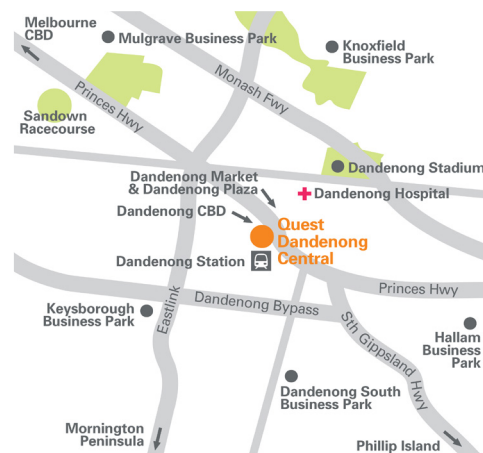 Melbourne
CBD
Mulgrave Business Park
Knoxfield
Business Park
Princes Hwy
Monash Fwy
Sandown
Racecourse
Dandenong Stadium
Dandenong Market
& Dandenong Plaza
Dandenong Hospital
Dandenong CBD
Quest
Dandenong
Central
Dandenong Station
Princes Hwy
Eastlink
Dandenong Bypass
Keysborough
Business Park
Sth Gippsland Hwy
Hallam
Business
Park
Dandenong South
Business Park
Mornington
Peninsula
Phillip Island